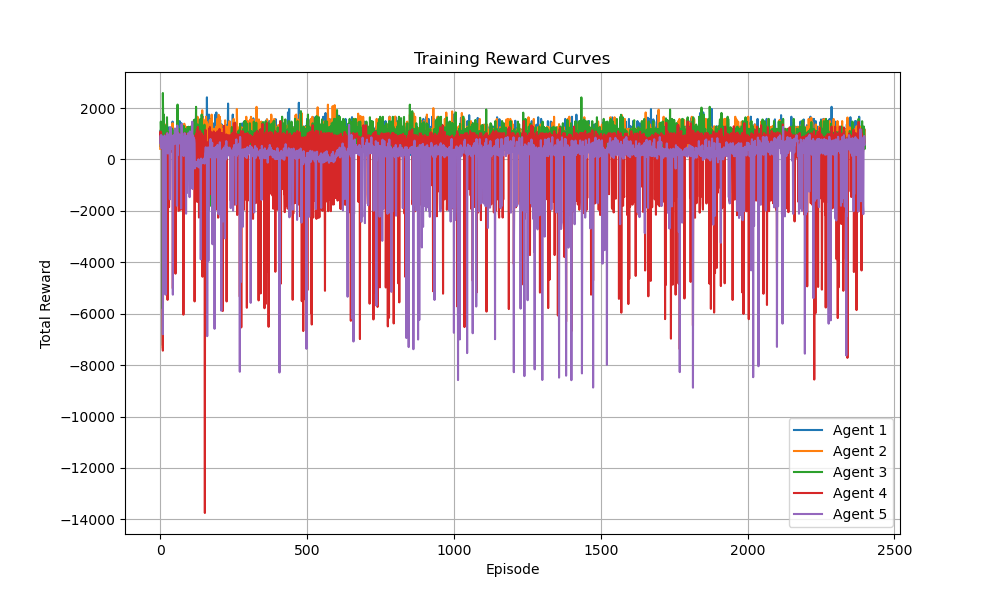 Training Reward Curves
2000
0
−2000
−4000
−6000
−8000
−10000
−12000
−14000
Total Reward
0 500 1000 1500 2000 2500
Episode
Agent 1
Agent 2
Agent 3
Agent 4
Agent 5